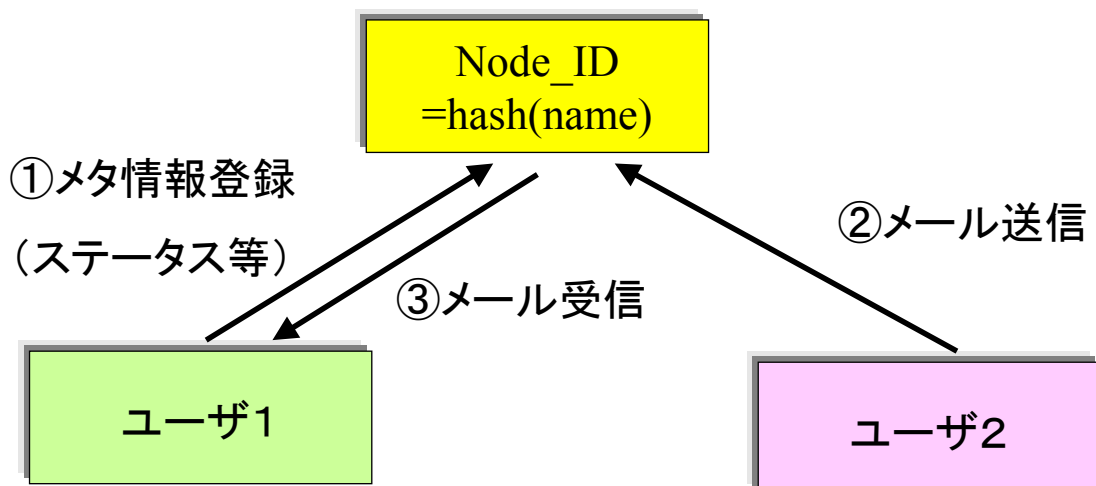 Node_ID
=hash(name)
①メタ情報登録
(ステータス等)
②メール送信
③メール受信
ユーザ1
ユーザ2